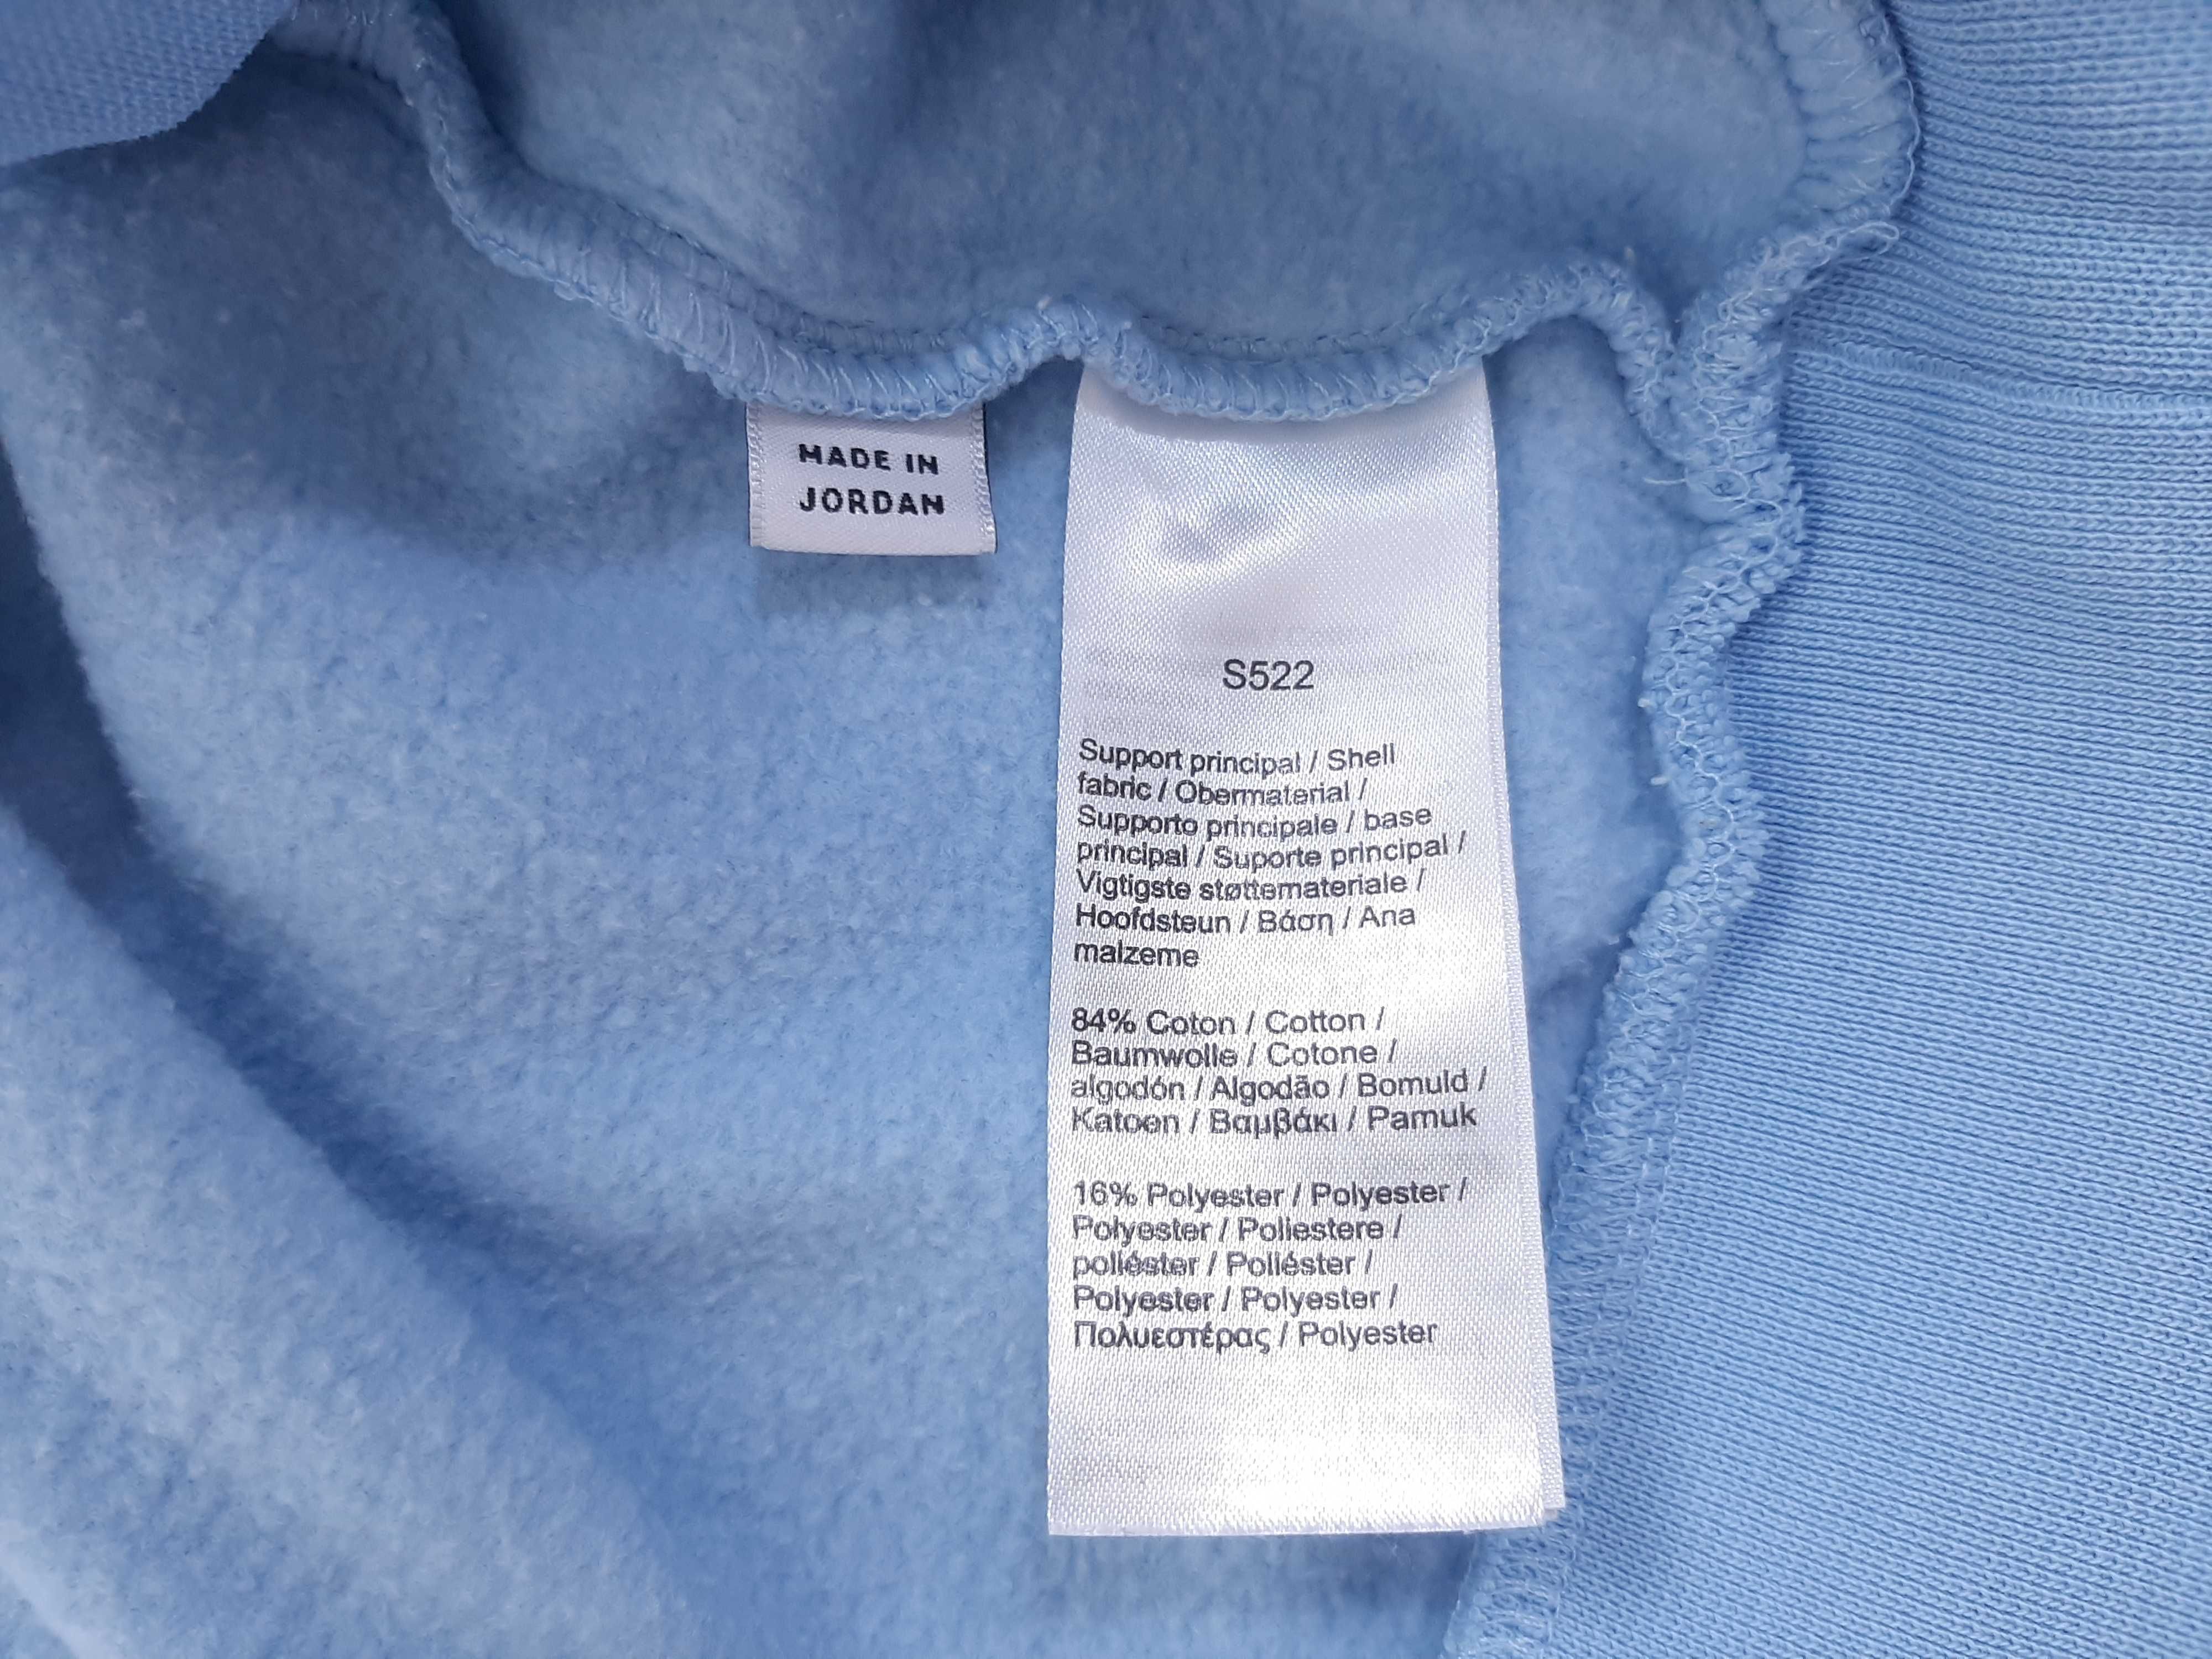 MADE IN
JORDAN
S522
Support principal / Shell
fabric / Obermaterial /
Supporto principale / base
principal / Suporte principal /
Vigtigste støttemateriale /
Hoofdsteun / Βάση / Ana
malzeme
84% Coton / Cotton /
Baumwolle / Cotone /
algodón / Algodão / Bomuld /
Katoen / Βαμβάκι / Pamuk
16% Polyester / Polyester /
Polyester / Poliestere /
poliéster / Poliéster /
Polyester / Polyester /
Πολυεστέρας / Polyester